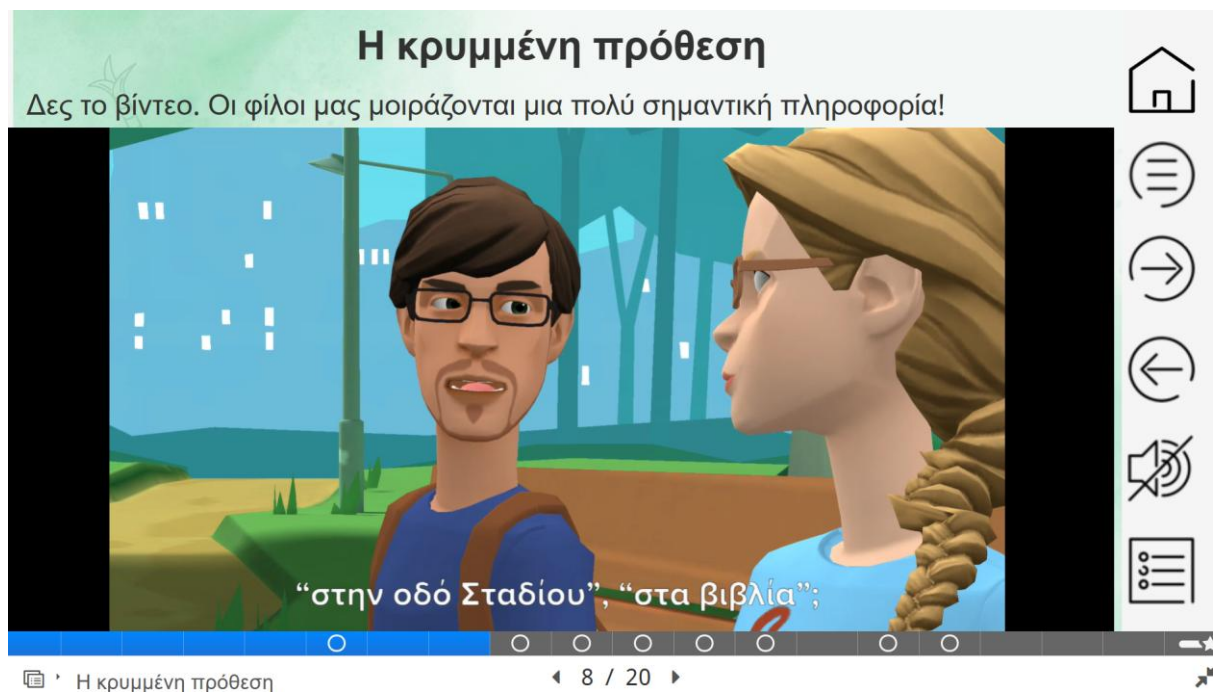 Η κρυμμένη πρόθεση
Δες το βίντεο. Οι φίλοι μας μοιράζονται μια πολύ σημαντική πληροφορία!
“στην οδό Σταδίου”, “στα βιβλία”;
Η κρυμμένη πρόθεση
8 / 20